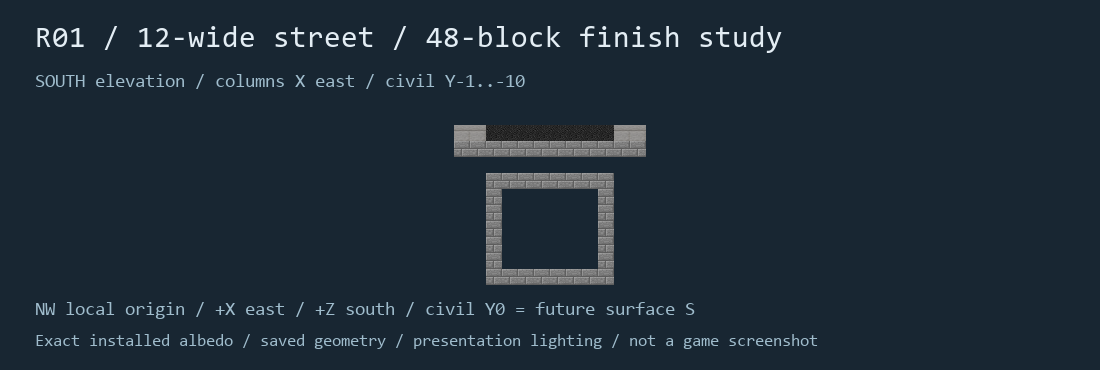 R01 / 12-wide street / 48-block finish study
SOUTH elevation / columns X east / civil Y-1..-10
NW local origin / +X east / +Z south / civil Y0 = future surface S
Exact installed albedo / saved geometry / presentation lighting / not a game screenshot